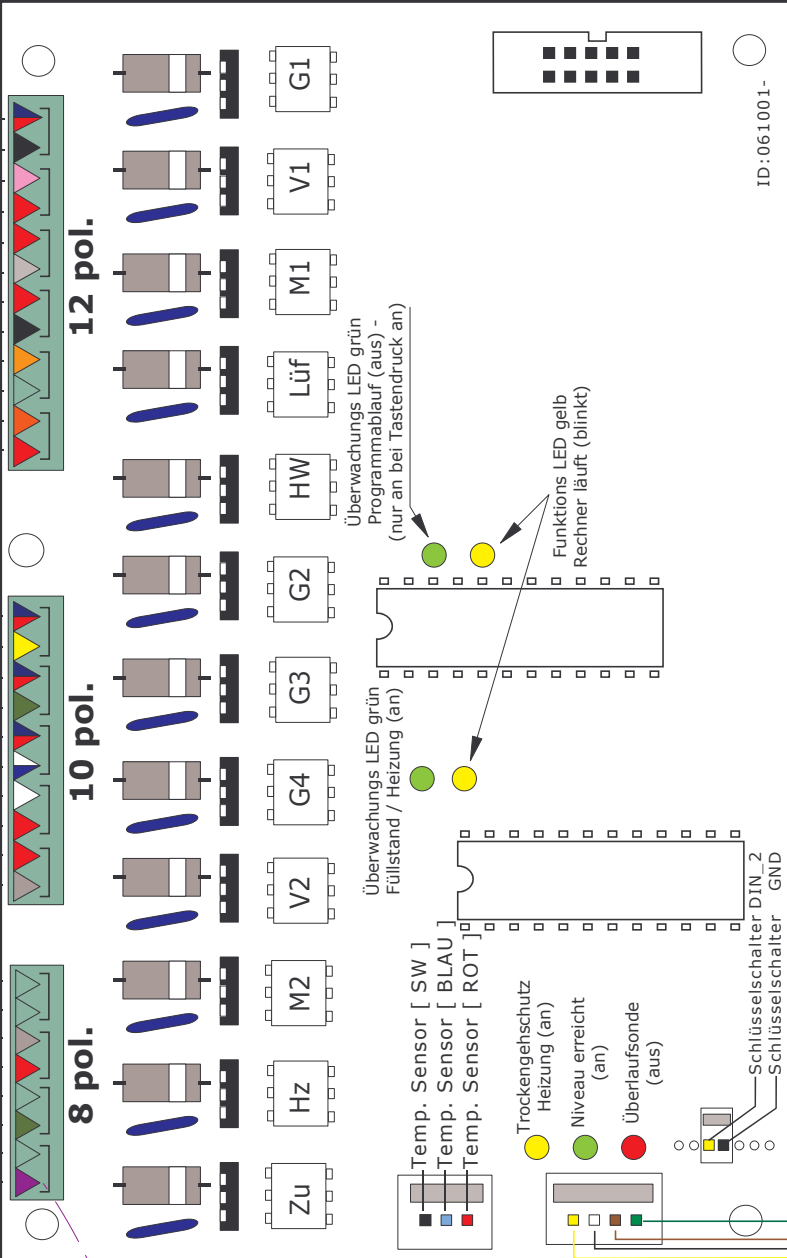 G1
V1
M1
Lüf
HW
G2
G3
G4
V2
M2
Hz
Zu
12 pol.
10 pol.
8 pol.
ID:061001-
Überwachungs LED grün
Programmablauf (aus) -
(nur an bei Tastendruck an)
Funktions LED gelb
Rechner läuft (blinkt)
Überwachungs LED grün
Füllstand / Heizung (an)
Temp. Sensor [ SW ]
Temp. Sensor [ BLAU ]
Temp. Sensor [ ROT ]
Trockengehschutz
Heizung (an)
Niveau erreicht
(an)
Überlaufsonde
(aus)
Schlüsselschalter DIN_2
Schlüsselschalter GND